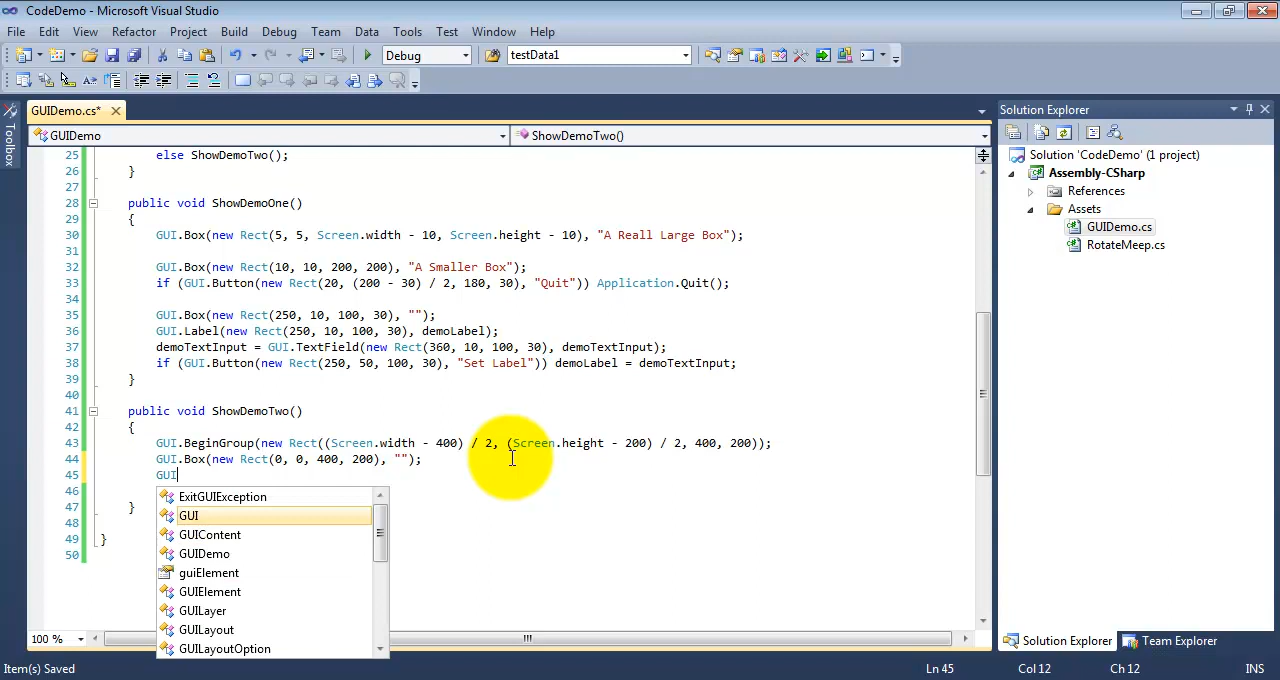 CodeDemo - Microsoft Visual Studio
File Edit View Refactor Project Build Debug Team Data Tools Test Window Help
Debug testData1
GUIDemo.cs*
Solution Explorer
Toolbox
GUIDemo ShowDemoTwo()
Solution 'CodeDemo' (1 project)
Assembly-CSharp
References
Assets
GUIDemo.cs
RotateMeep.cs
25 else ShowDemoTwo();
26 }
27
28 public void ShowDemoOne()
29 {
30 GUI.Box(new Rect(5, 5, Screen.width - 10, Screen.height - 10), "A Reall Large Box");
31
32 GUI.Box(new Rect(10, 10, 200, 200), "A Smaller Box");
33 if (GUI.Button(new Rect(20, (200 - 30) / 2, 180, 30), "Quit")) Application.Quit();
34
35 GUI.Box(new Rect(250, 10, 100, 30), "");
36 GUI.Label(new Rect(250, 10, 100, 30), demoLabel);
37 demoTextInput = GUI.TextField(new Rect(360, 10, 100, 30), demoTextInput);
38 if (GUI.Button(new Rect(250, 50, 100, 30), "Set Label")) demoLabel = demoTextInput;
39 }
40
41 public void ShowDemoTwo()
42 {
43 GUI.BeginGroup(new Rect((Screen.width - 400) / 2, (Screen.height - 200) / 2, 400, 200));
44 GUI.Box(new Rect(0, 0, 400, 200), "");
45 GUI
46
47 }
48
49 }
50
ExitGUIException
GUI
GUIContent
GUIDemo
guiElement
GUIElement
GUILayer
GUILayout
GUILayoutOption
100 %
Solution Explorer Team Explorer
Item(s) Saved Ln 45 Col 12 Ch 12 INS